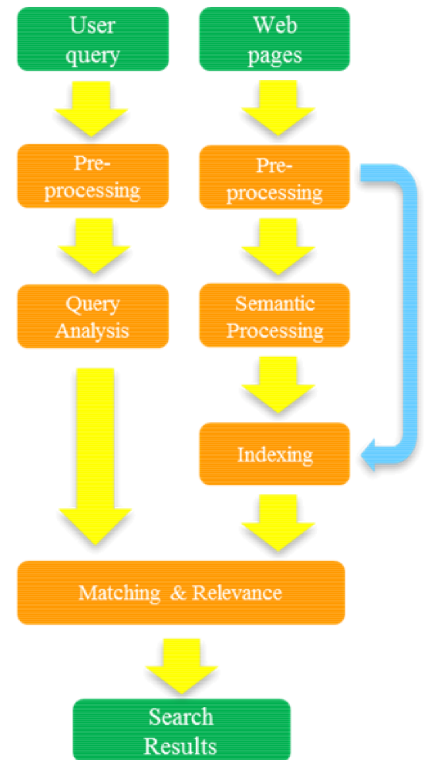 User
query
Web
pages
Pre-
processing
Pre-
processing
Query
Analysis
Semantic
Processing
Indexing
Matching & Relevance
Search
Results